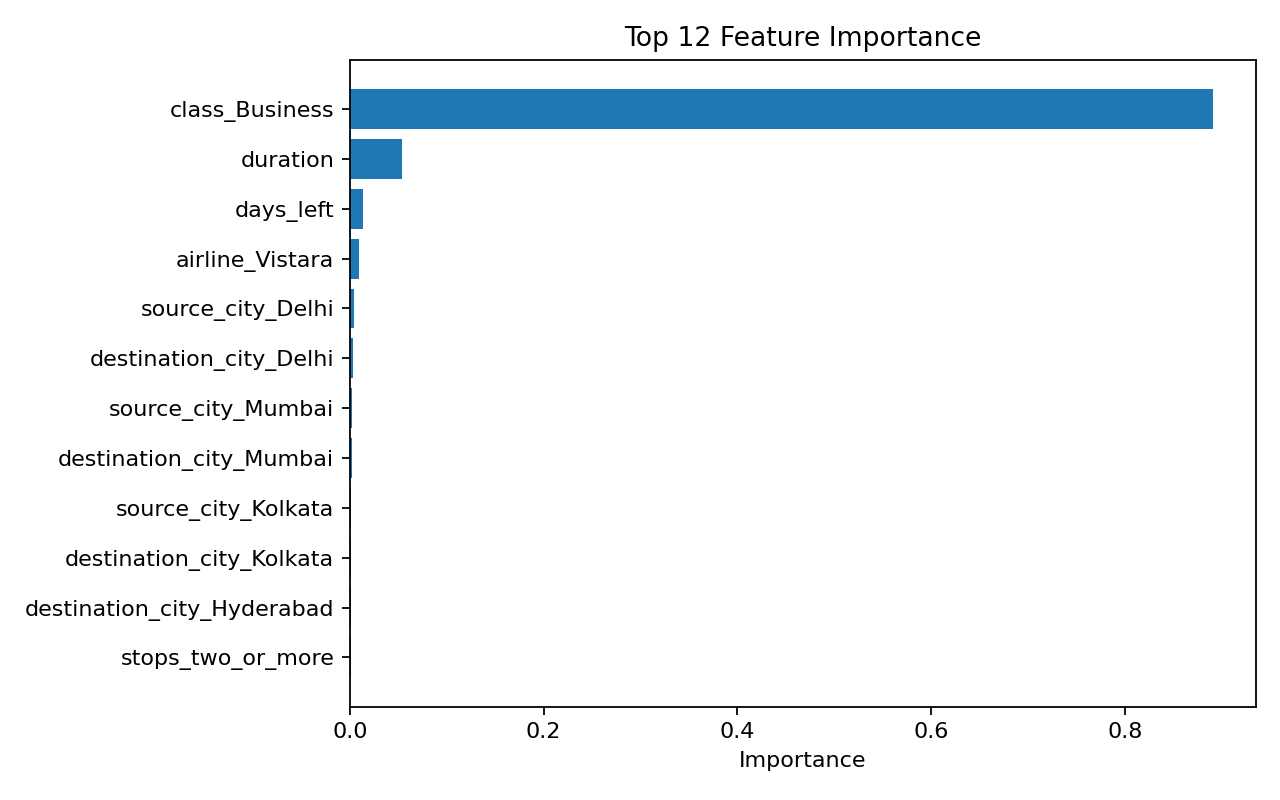 Top 12 Feature Importance
class_Business
duration
days_left
airline_Vistara
source_city_Delhi
destination_city_Delhi
source_city_Mumbai
destination_city_Mumbai
source_city_Kolkata
destination_city_Kolkata
destination_city_Hyderabad
stops_two_or_more
0.0 0.2 0.4 0.6 0.8
Importance